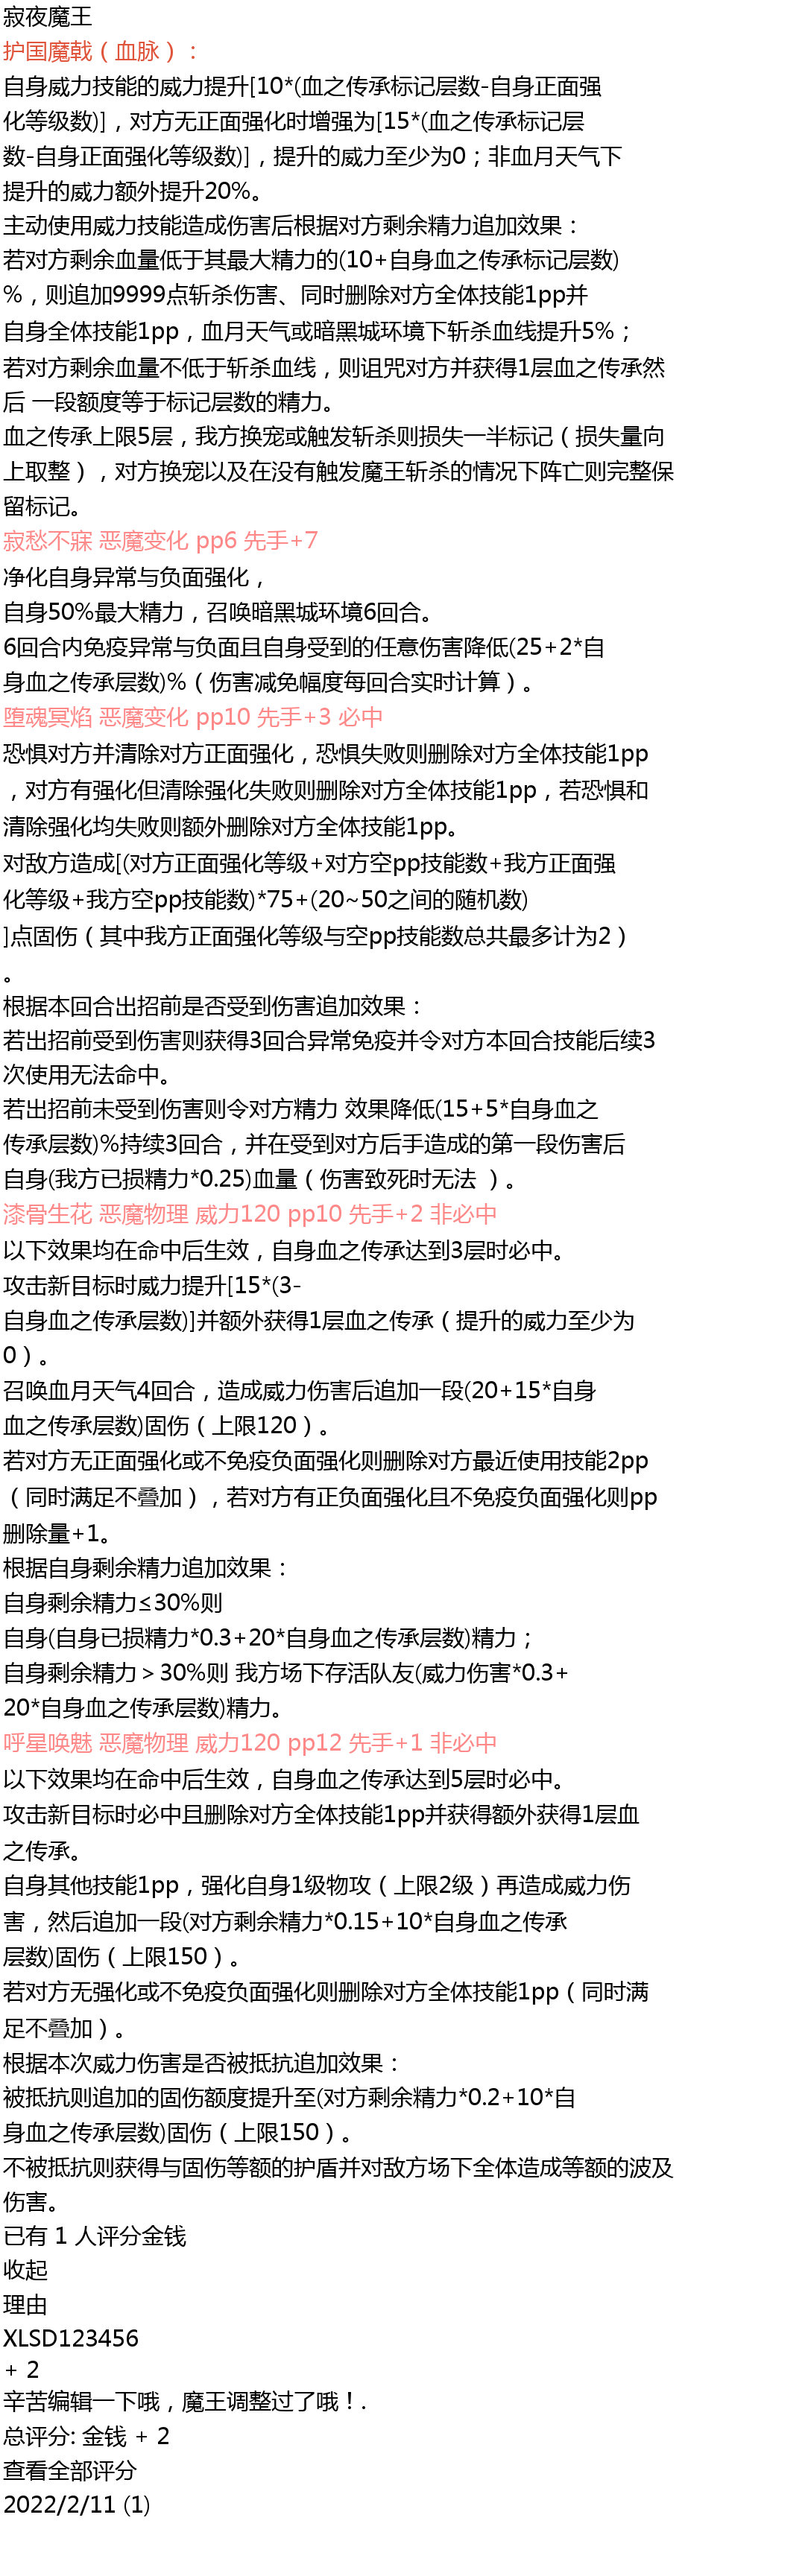 寂夜魔王
护国魔戟（血脉）：
自身威力技能的威力提升[10*(血之传承标记层数-自身正面强
化等级数)]，对方无正面强化时增强为[15*(血之传承标记层
数-自身正面强化等级数)]，提升的威力至少为0；非血月天气下
提升的威力额外提升20%。
主动使用威力技能造成伤害后根据对方剩余精力追加效果：
若对方剩余血量低于其最大精力的(10+自身血之传承标记层数)
%，则追加9999点斩杀伤害、同时删除对方全体技能1pp并
自身全体技能1pp，血月天气或暗黑城环境下斩杀血线提升5%；
若对方剩余血量不低于斩杀血线，则诅咒对方并获得1层血之传承然
后 一段额度等于标记层数的精力。
血之传承上限5层，我方换宠或触发斩杀则损失一半标记（损失量向
上取整），对方换宠以及在没有触发魔王斩杀的情况下阵亡则完整保
留标记。
寂愁不寐 恶魔变化 pp6 先手+7
净化自身异常与负面强化，
自身50%最大精力，召唤暗黑城环境6回合。
6回合内免疫异常与负面且自身受到的任意伤害降低(25+2*自
身血之传承层数)%（伤害减免幅度每回合实时计算）。
堕魂冥焰 恶魔变化 pp10 先手+3 必中
恐惧对方并清除对方正面强化，恐惧失败则删除对方全体技能1pp
，对方有强化但清除强化失败则删除对方全体技能1pp，若恐惧和
清除强化均失败则额外删除对方全体技能1pp。
对敌方造成[(对方正面强化等级+对方空pp技能数+我方正面强
化等级+我方空pp技能数)*75+(20~50之间的随机数)
]点固伤（其中我方正面强化等级与空pp技能数总共最多计为2）
。
根据本回合出招前是否受到伤害追加效果：
若出招前受到伤害则获得3回合异常免疫并令对方本回合技能后续3
次使用无法命中。
若出招前未受到伤害则令对方精力 效果降低(15+5*自身血之
传承层数)%持续3回合，并在受到对方后手造成的第一段伤害后
自身(我方已损精力*0.25)血量（伤害致死时无法 ）。
漆骨生花 恶魔物理 威力120 pp10 先手+2 非必中
以下效果均在命中后生效，自身血之传承达到3层时必中。
攻击新目标时威力提升[15*(3-
自身血之传承层数)]并额外获得1层血之传承（提升的威力至少为
0）。
召唤血月天气4回合，造成威力伤害后追加一段(20+15*自身
血之传承层数)固伤（上限120）。
若对方无正面强化或不免疫负面强化则删除对方最近使用技能2pp
（同时满足不叠加），若对方有正负面强化且不免疫负面强化则pp
删除量+1。
根据自身剩余精力追加效果：
自身剩余精力≤30%则
自身(自身已损精力*0.3+20*自身血之传承层数)精力；
自身剩余精力＞30%则 我方场下存活队友(威力伤害*0.3+
20*自身血之传承层数)精力。
呼星唤魅 恶魔物理 威力120 pp12 先手+1 非必中
以下效果均在命中后生效，自身血之传承达到5层时必中。
攻击新目标时必中且删除对方全体技能1pp并获得额外获得1层血
之传承。
自身其他技能1pp，强化自身1级物攻（上限2级）再造成威力伤
害，然后追加一段(对方剩余精力*0.15+10*自身血之传承
层数)固伤（上限150）。
若对方无强化或不免疫负面强化则删除对方全体技能1pp（同时满
足不叠加）。
根据本次威力伤害是否被抵抗追加效果：
被抵抗则追加的固伤额度提升至(对方剩余精力*0.2+10*自
身血之传承层数)固伤（上限150）。
不被抵抗则获得与固伤等额的护盾并对敌方场下全体造成等额的波及
伤害。
已有 1 人评分金钱
收起
理由
XLSD123456
+ 2
辛苦编辑一下哦，魔王调整过了哦！.
总评分: 金钱 + 2
查看全部评分
2022/2/11 (1)